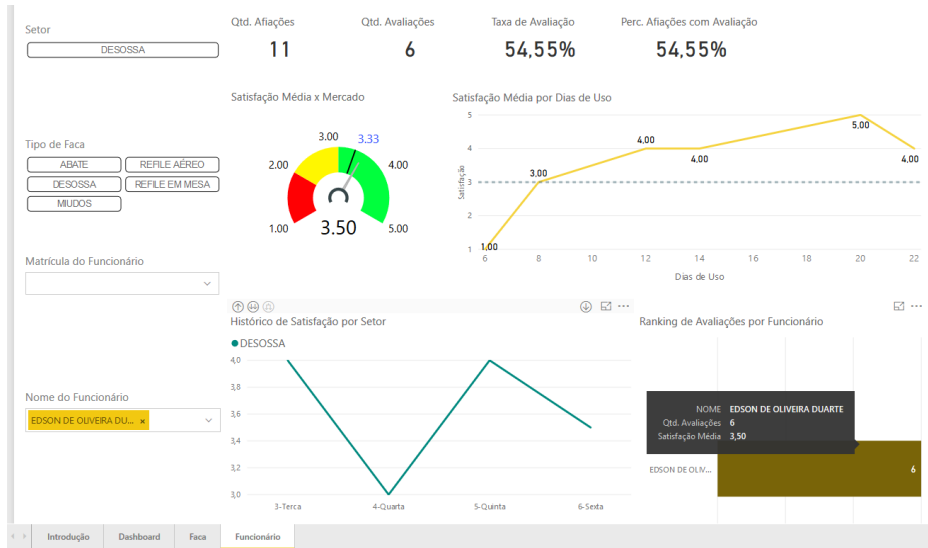 Setor
DESOSSA
Qtd. Afiações
11
Qtd. Avaliações
6
Taxa de Avaliação
54,55%
Perc. Afiações com Avaliação
54,55%
Tipo de Faca
ABATE
REFILE AÉREO
DESOSSA
REFILE EM MESA
MIUDOS
Matrícula do Funcionário
Nome do Funcionário
EDSON DE OLIVEIRA DU... ×
Satisfação Média x Mercado
1.00
2.00
3.00
3.33
4.00
5.00
3.50
Satisfação Média por Dias de Uso
Satisfação
5
4
3
2
1
1,00
3,00
4,00
4,00
5,00
4,00
6
8
10
12
14
16
18
20
22
Dias de Uso
Histórico de Satisfação por Setor
DESOSSA
4,0
3,8
3,6
3,4
3,2
3,0
3-Terca
4-Quarta
5-Quinta
6-Sexta
Ranking de Avaliações por Funcionário
NOME EDSON DE OLIVEIRA DUARTE
Qtd. Avaliações 6
Satisfação Média 3,50
EDSON DE OLIV...
6
Introdução
Dashboard
Faca
Funcionário